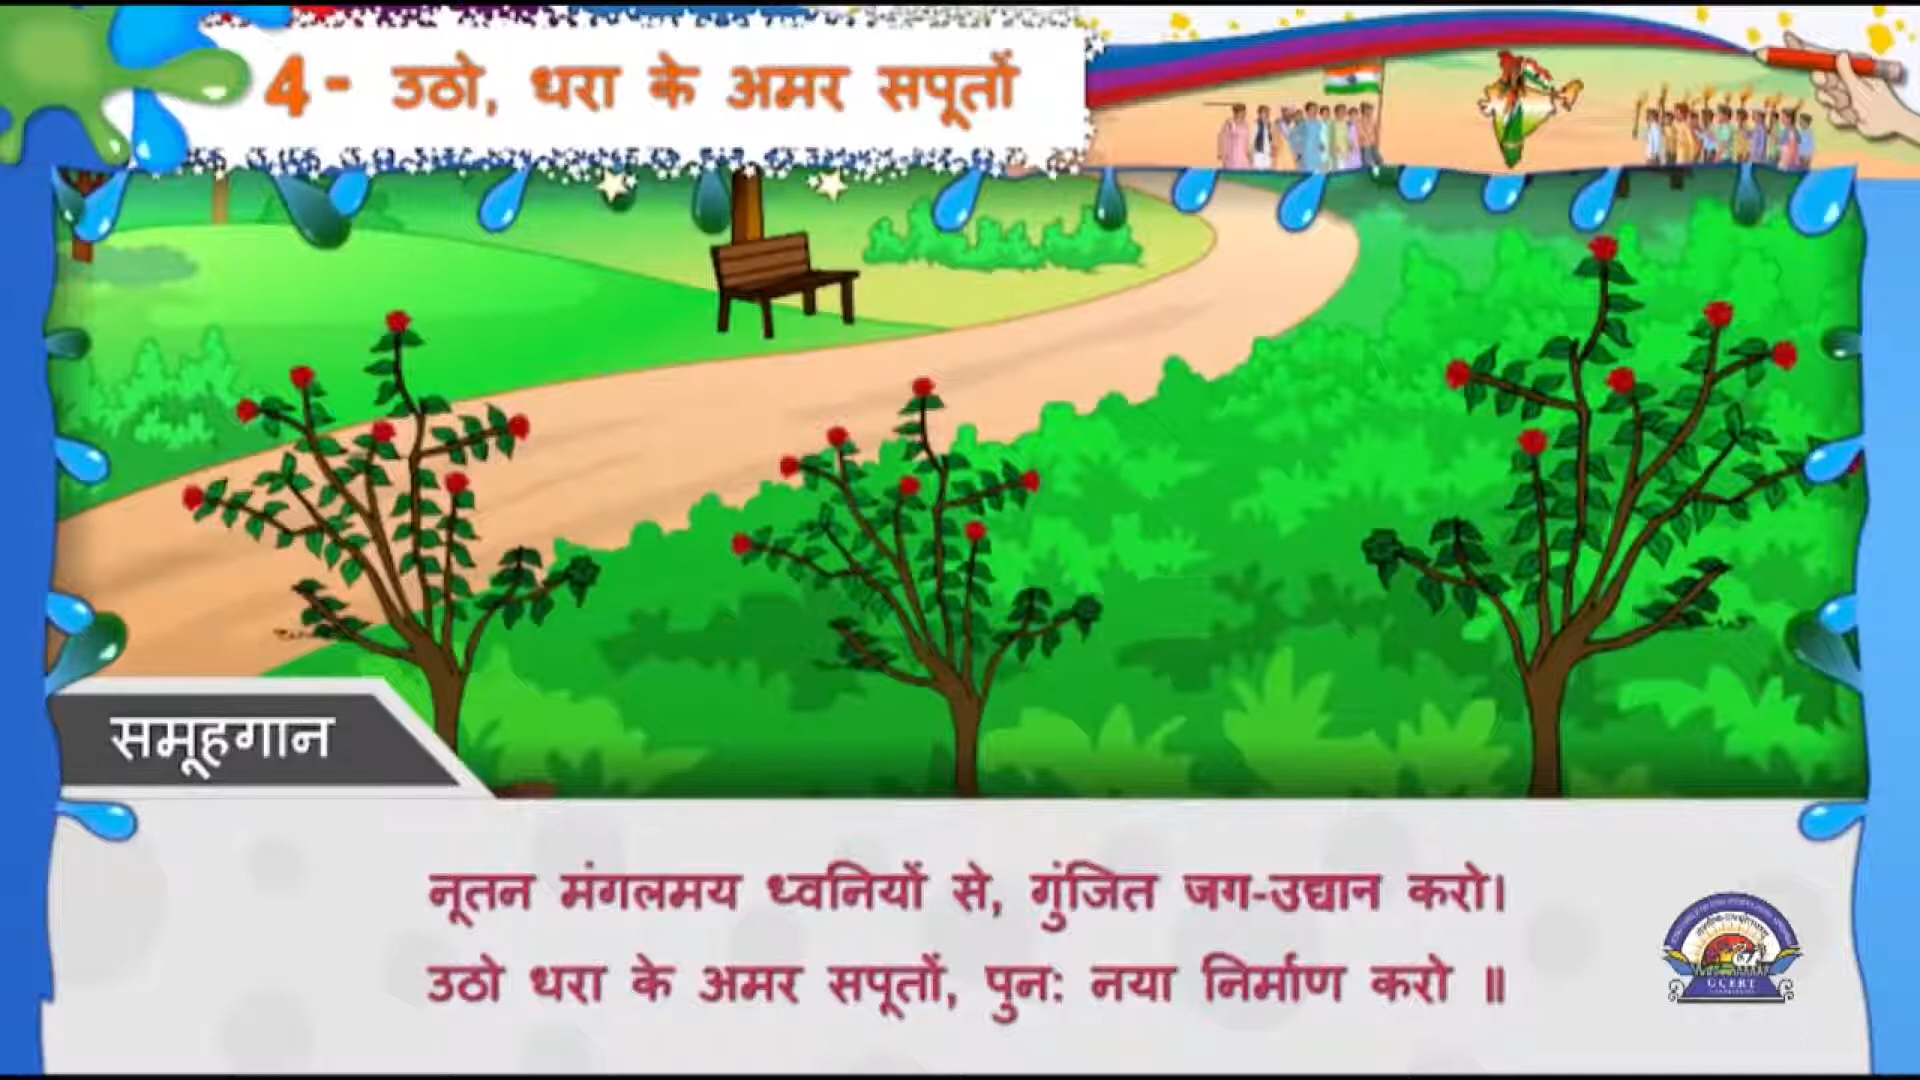 4- उठो, धरा के अमर सपूतों
समूहगान
नूतन मंगलमय ध्वनियों से, गुंजित जग-उद्यान करो।
उठो धरा के अमर सपूतों, पुनः नया निर्माण करो ॥
GCERT